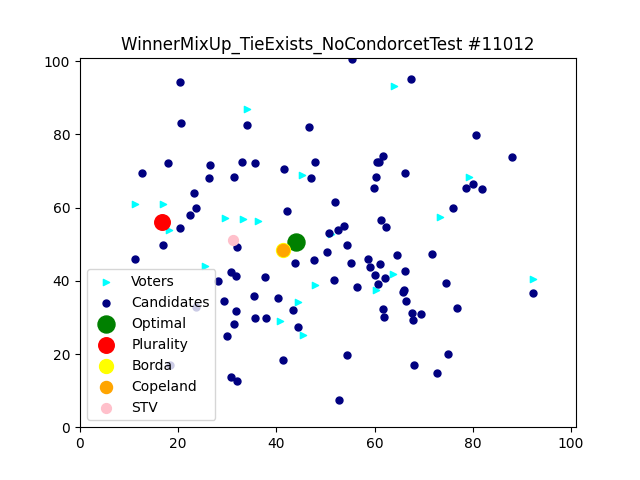 WinnerMixUp_TieExists_NoCondorcetTest #11012
100
80
60
40
20
0
Voters
Candidates
Optimal
Plurality
Borda
Copeland
STV
0 20 40 60 80 100